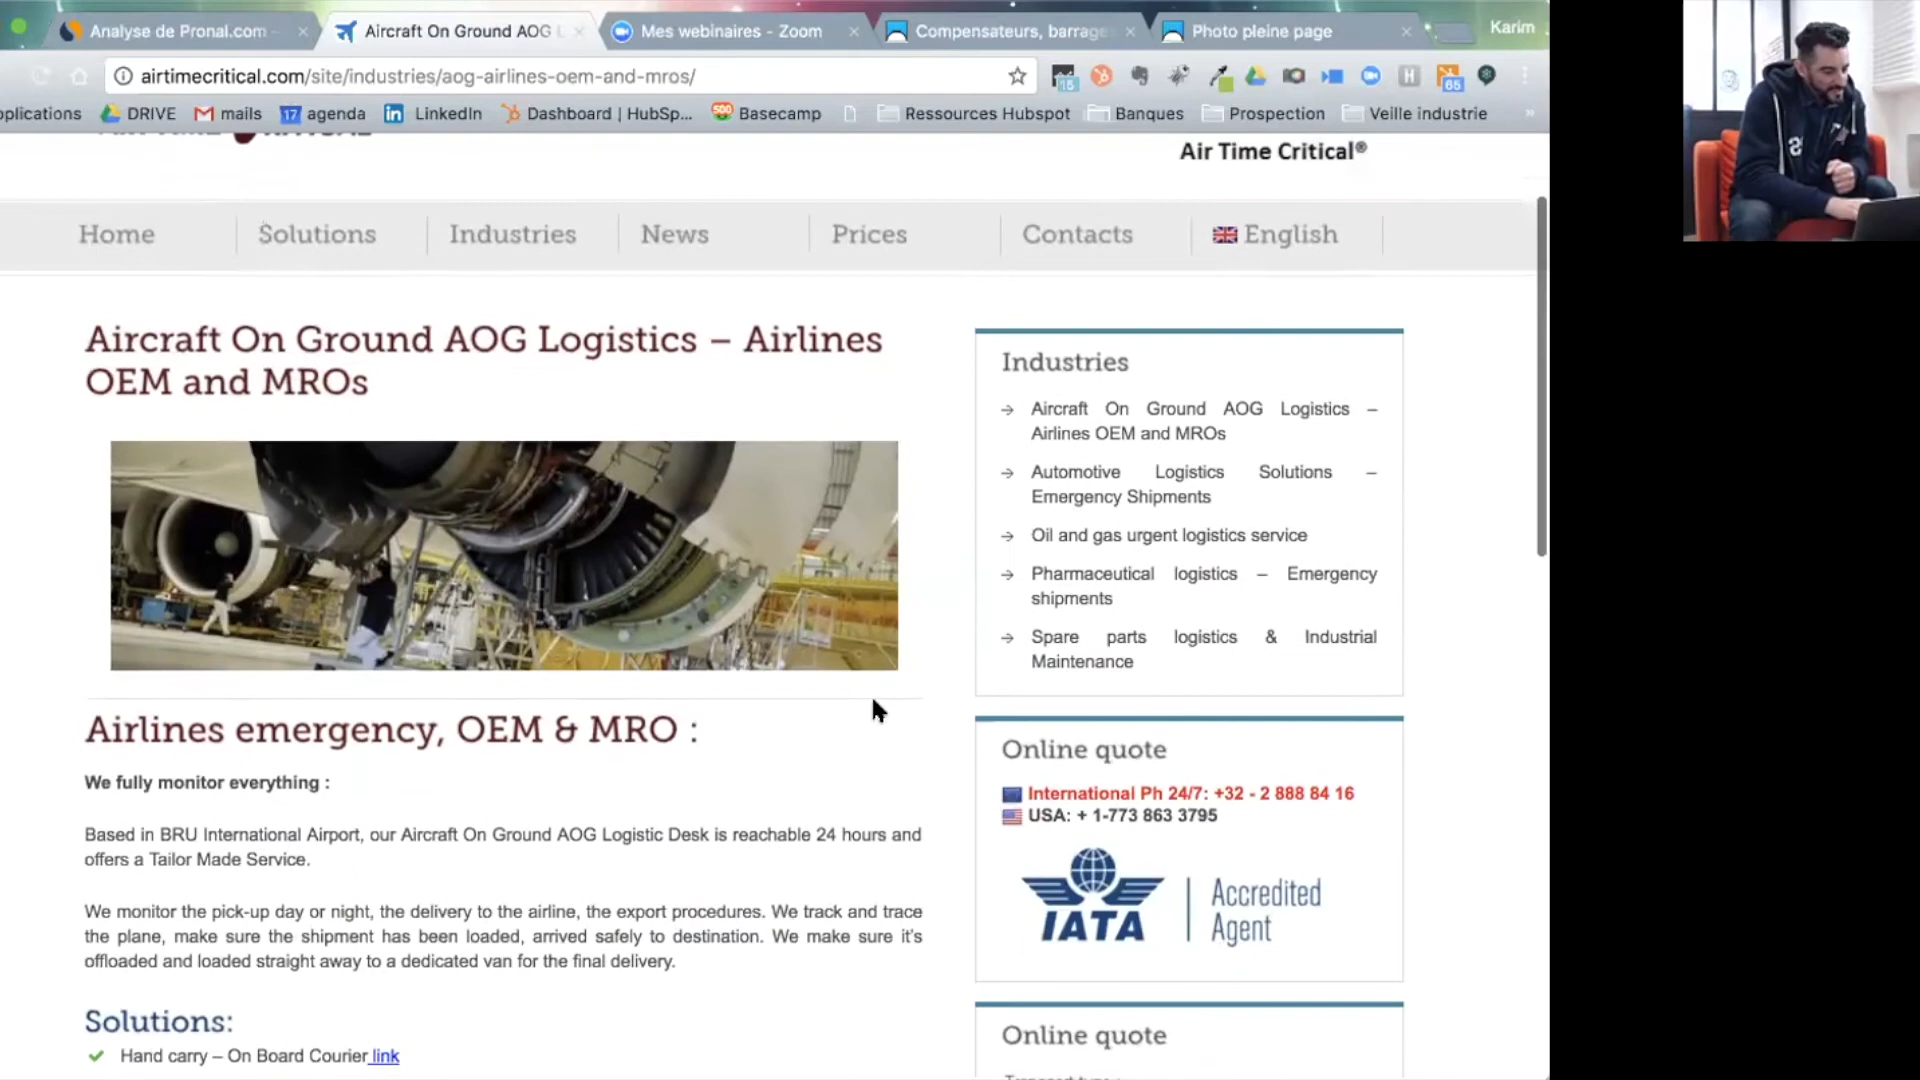 Analyse de Pronal.com
Aircraft On Ground AOG L
Mes webinaires - Zoom
Compensateurs, barrage
Photo pleine page
Karim
airtimecritical.com/site/industries/aog-airlines-oem-and-mros/
15
65
plications
DRIVE
mails
17 agenda
LinkedIn
Dashboard | HubSp...
Basecamp
Ressources Hubspot
Banques
Prospection
Veille industrie
»
Air Time Critical®
Home
Solutions
Industries
News
Prices
Contacts
English
Aircraft On Ground AOG Logistics – Airlines
OEM and MROs
Airlines emergency, OEM & MRO :
We fully monitor everything :
Based in BRU International Airport, our Aircraft On Ground AOG Logistic Desk is reachable 24 hours and
offers a Tailor Made Service.
We monitor the pick-up day or night, the delivery to the airline, the export procedures. We track and trace
the plane, make sure the shipment has been loaded, arrived safely to destination. We make sure it's
offloaded and loaded straight away to a dedicated van for the final delivery.
Solutions:
Hand carry – On Board Courier link
Industries
Aircraft On Ground AOG Logistics –
Airlines OEM and MROs
Automotive Logistics Solutions –
Emergency Shipments
Oil and gas urgent logistics service
Pharmaceutical logistics – Emergency
shipments
Spare parts logistics & Industrial
Maintenance
Online quote
International Ph 24/7: +32 - 2 888 84 16
USA: + 1-773 863 3795
IATA
Accredited
Agent
Online quote